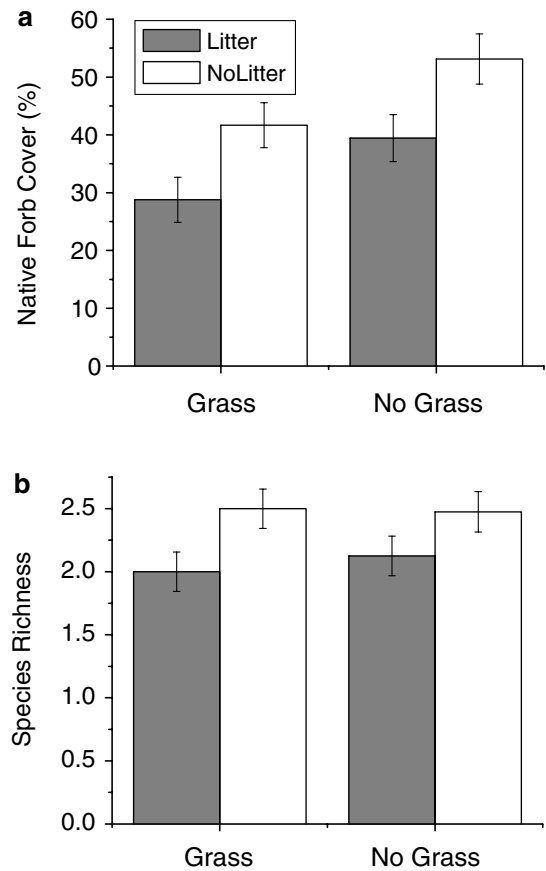 a
60
50
40
30
20
10
0
Native Forb Cover (%)
Litter
NoLitter
Grass
No Grass
b
2.5
2.0
1.5
1.0
0.5
0.0
Species Richness
Grass
No Grass